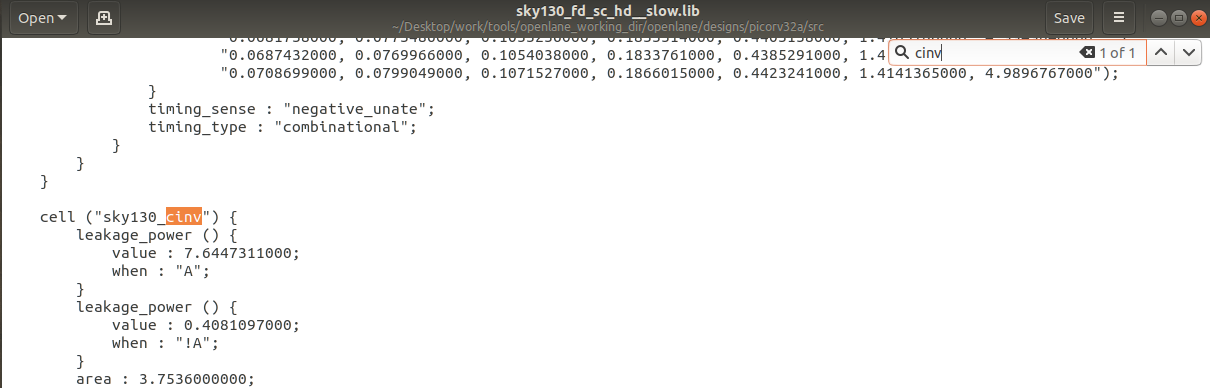 Open
sky130_fd_sc_hd__slow.lib
~/Desktop/work/tools/openlane_working_dir/openlane/designs/picorv32a/src
Save
cinv
1 of 1
"0.0687432000, 0.0769966000, 0.1054038000, 0.1833761000, 0.4385291000, 1.4
"0.0708699000, 0.0799049000, 0.1071527000, 0.1866015000, 0.4423241000, 1.4141365000, 4.9896767000");
}
timing_sense : "negative_unate";
timing_type : "combinational";
}
}
}
cell ("sky130_cinv") {
leakage_power () {
value : 7.6447311000;
when : "A";
}
leakage_power () {
value : 0.4081097000;
when : "!A";
}
area : 3.7536000000;